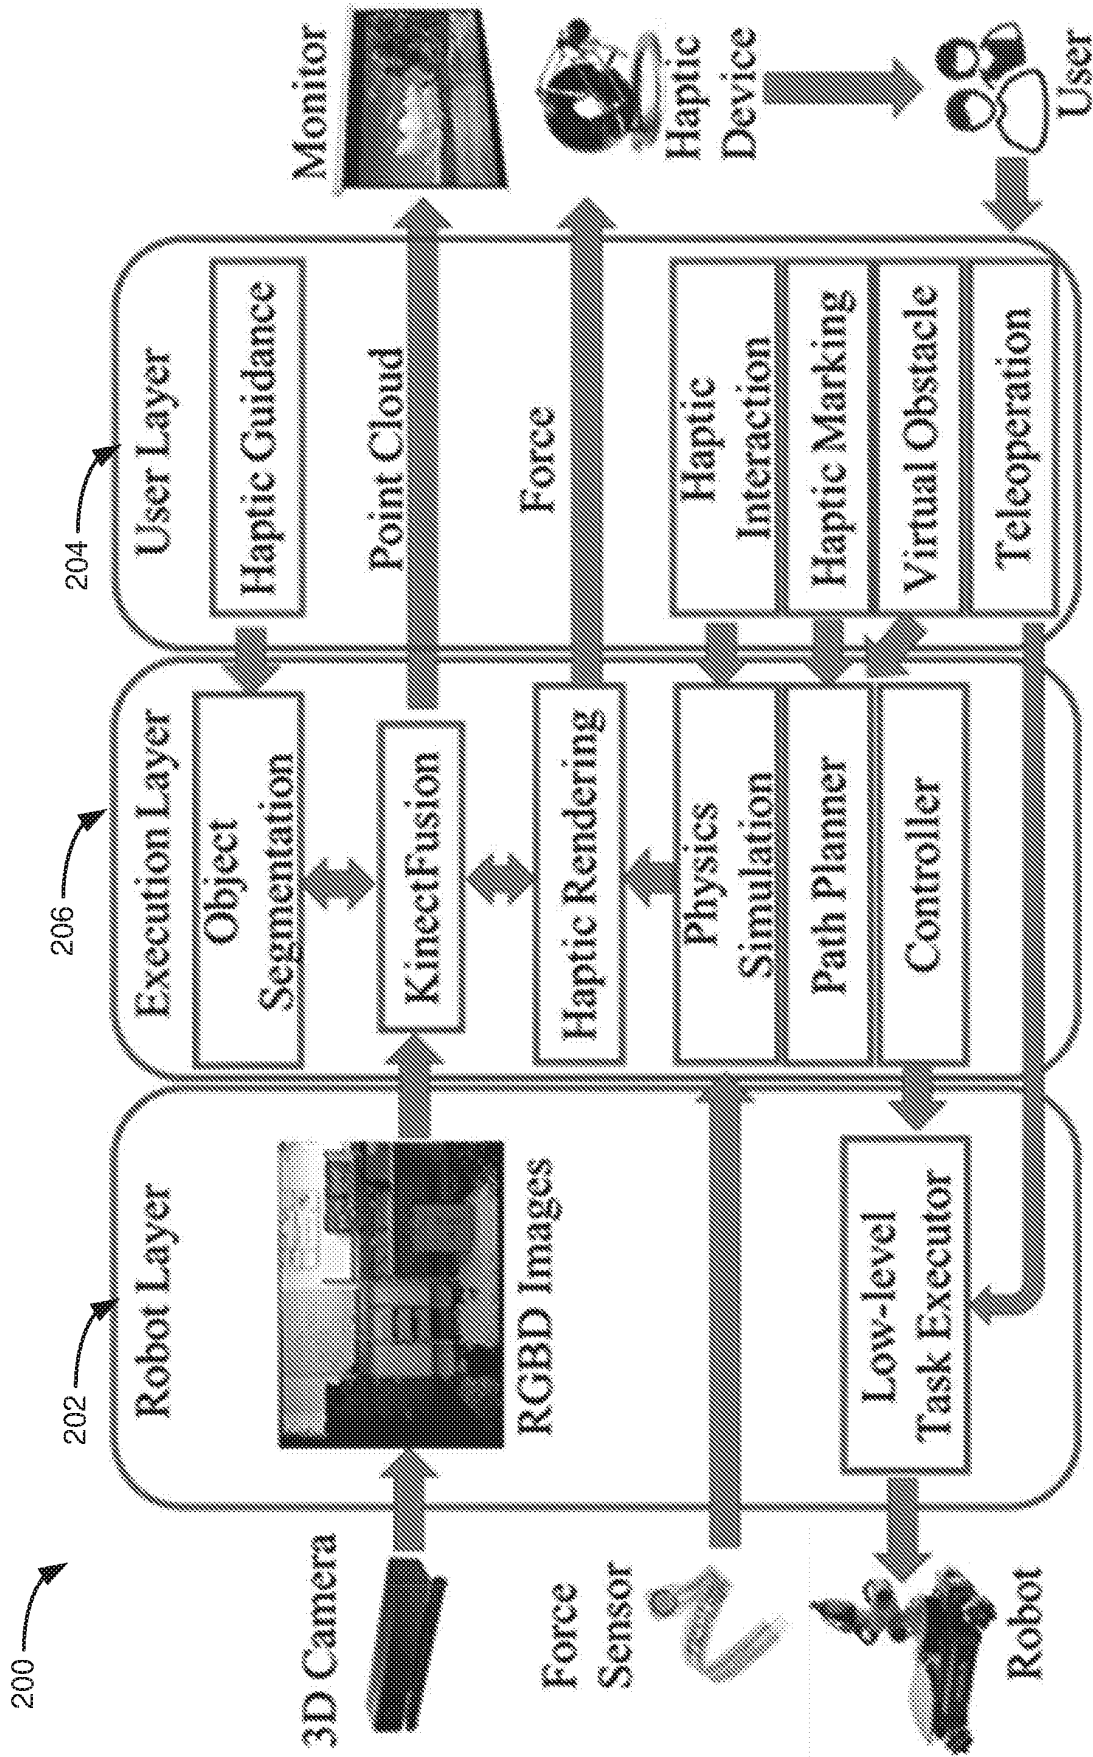 200
202
206
204
Robot Layer
Execution Layer
User Layer
3D Camera
RGBD Images
Object
Segmentation
KinectFusion
Haptic Guidance
Point Cloud
Monitor
Force
Sensor
Haptic Rendering
Force
Haptic
Device
Physics
Simulation
Path Planner
Controller
Haptic
Interaction
Haptic Marking
Virtual Obstacle
Teleoperation
Low-level
Task Executor
Robot
User